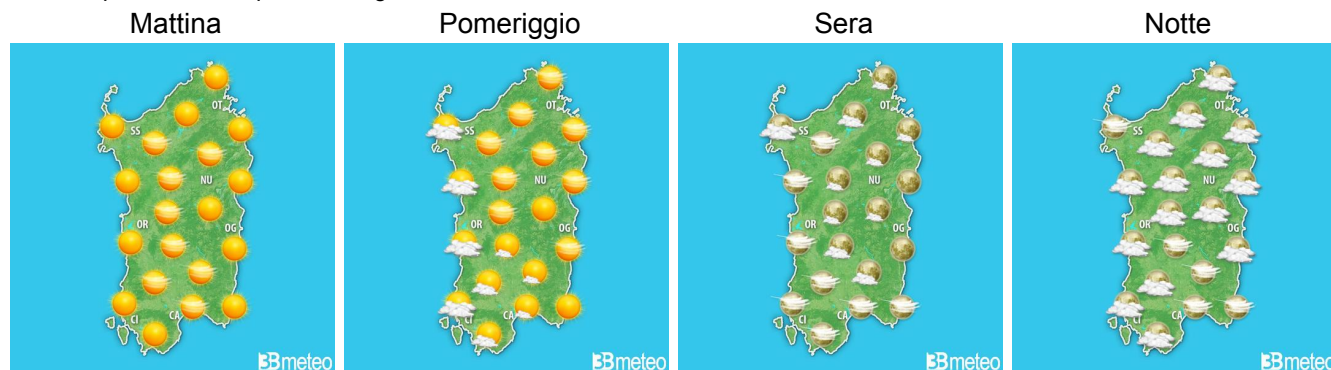 Mattina Pomeriggio Sera Notte
OT OT OT OT
SS SS SS SS
NU NU NU NU
OR OR OR OR
OG OG OG OG
CI CA CI CA CI CA CI CA
3Bmeteo 3Bmeteo 3Bmeteo 3Bmeteo